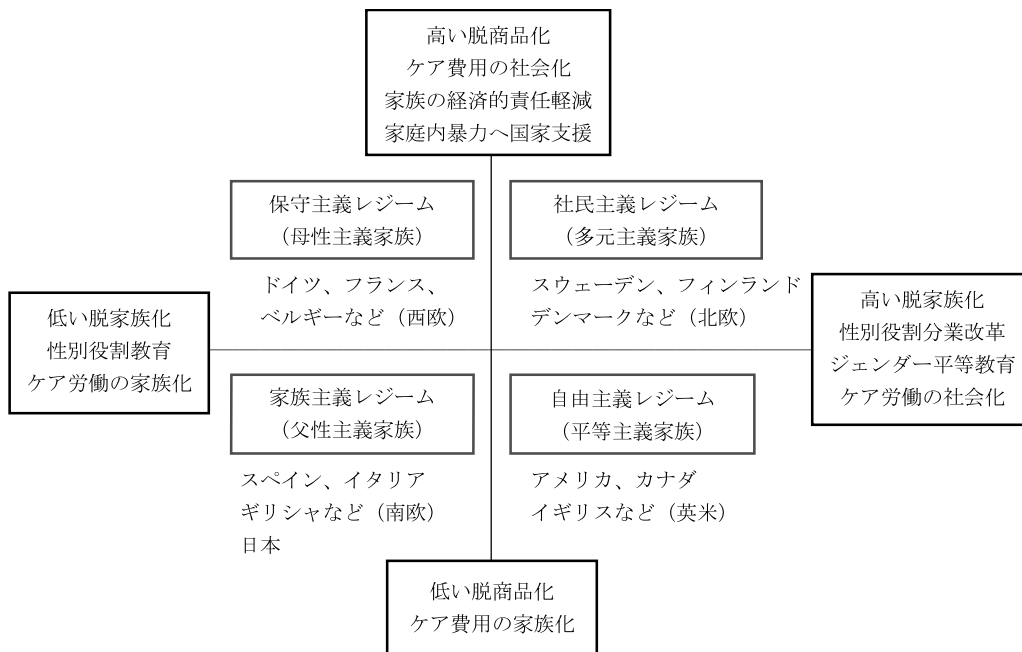 高い脱商品化
ケア費用の社会化
家族の経済的責任軽減
家庭内暴力へ国家支援
保守主義レジーム
（母性主義家族）
ドイツ、フランス、
ベルギーなど（西欧）
社民主義レジーム
（多元主義家族）
スウェーデン、フィンランド
デンマークなど（北欧）
低い脱家族化
性別役割教育
ケア労働の家族化
高い脱家族化
性別役割分業改革
ジェンダー平等教育
ケア労働の社会化
家族主義レジーム
（父性主義家族）
スペイン、イタリア
ギリシャなど（南欧）
日本
自由主義レジーム
（平等主義家族）
アメリカ、カナダ
イギリスなど（英米）
低い脱商品化
ケア費用の家族化